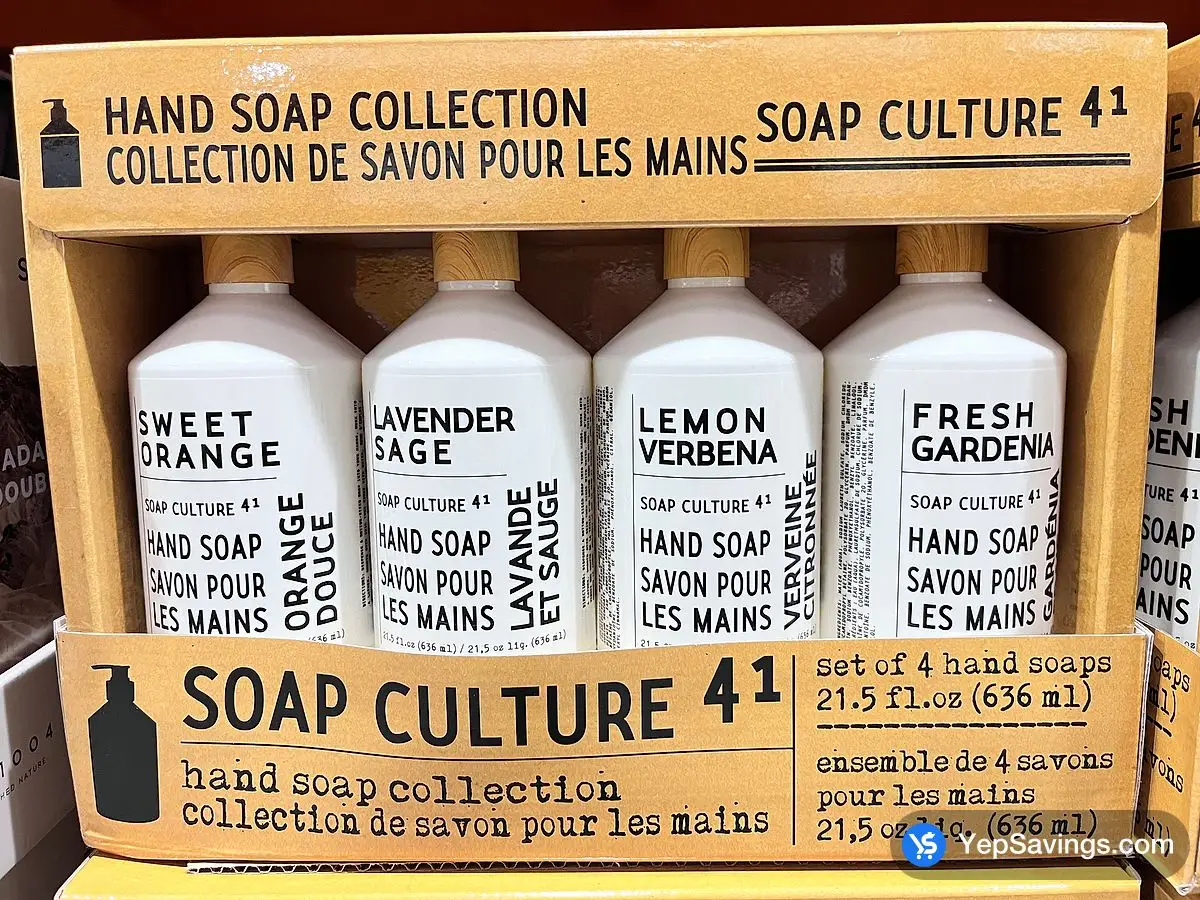 HAND SOAP COLLECTION
COLLECTION DE SAVON POUR LES MAINS
SOAP CULTURE 41
SWEET
ORANGE
SOAP CULTURE 41
HAND SOAP
SAVON POUR
LES MAINS
ORANGE
DOUCE
(636 ml)
LAVENDER
SAGE
SOAP CULTURE 41
HAND SOAP
SAVON POUR
LES MAINS
LAVANDE
ET SAUGE
21.5 fl.oz (636 ml) / 21,5 oz liq. (636 ml)
LEMON
VERBENA
SOAP CULTURE 41
HAND SOAP
SAVON POUR
LES MAINS
VERVEINE
CITRONNÉE
FRESH
GARDENIA
SOAP CULTURE 41
HAND SOAP
SAVON POUR
LES MAINS
GARDÉNIA
SOAP CULTURE 41
hand soap collection
collection de savon pour les mains
set of 4 hand soaps
21.5 fl.oz (636 ml)
ensemble de 4 savons
pour les mains
21,5 oz liq. (636 ml)
YepSavings.com